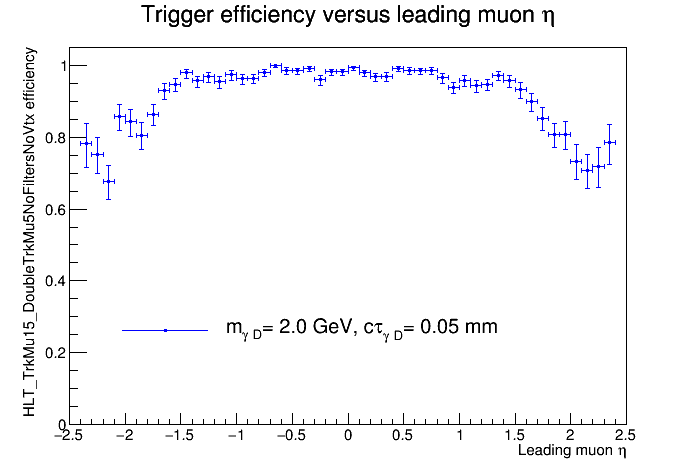 Trigger efficiency versus leading muon η
HLT_TrkMu15_DoubleTrkMu5NoFiltersNoVtx efficiency
1
0.8
0.6
0.4
0.2
0
mγ D= 2.0 GeV, cτγ D= 0.05 mm
−2.5 −2 −1.5 −1 −0.5 0 0.5 1 1.5 2 2.5
Leading muon η